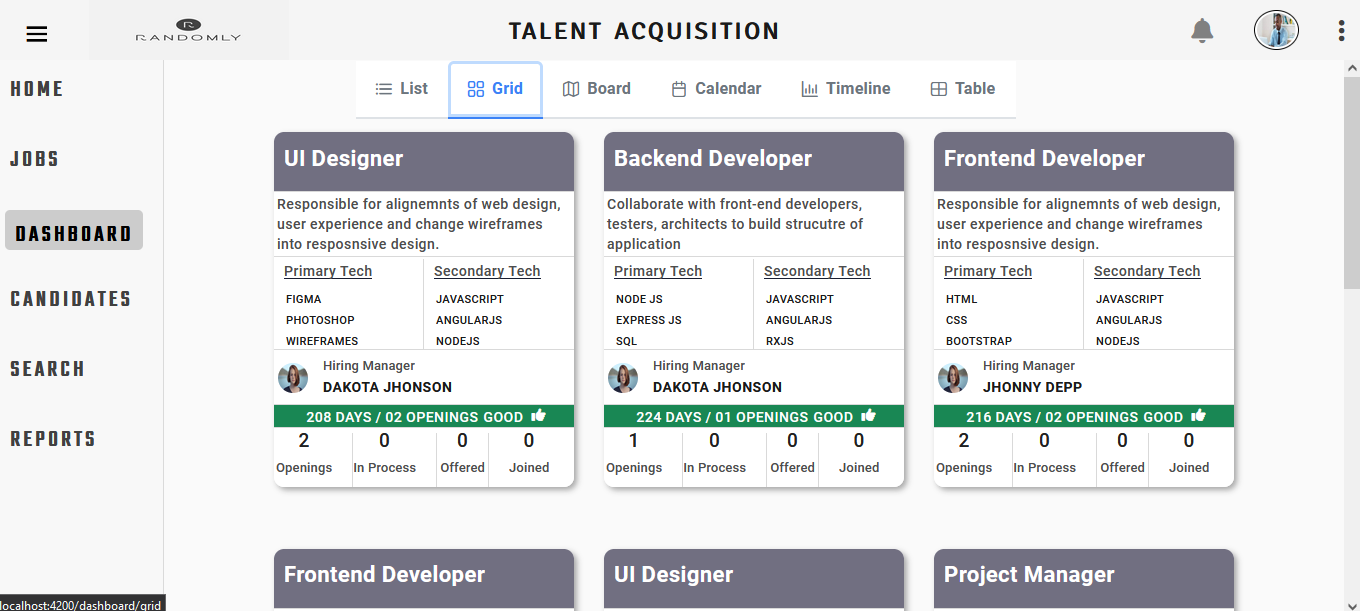 R
RANDOMLY
TALENT ACQUISITION
HOME
JOBS
DASHBOARD
CANDIDATES
SEARCH
REPORTS
List
Grid
Board
Calendar
Timeline
Table
UI Designer
Responsible for alignemnts of web design,
user experience and change wireframes
into resposnsive design.
Primary Tech
FIGMA
PHOTOSHOP
WIREFRAMES
Secondary Tech
JAVASCRIPT
ANGULARJS
NODEJS
Hiring Manager
DAKOTA JHONSON
208 DAYS / 02 OPENINGS GOOD
2 0 0 0
Openings In Process Offered Joined
Backend Developer
Collaborate with front-end developers,
testers, architects to build strucutre of
application
Primary Tech
NODE JS
EXPRESS JS
SQL
Secondary Tech
JAVASCRIPT
ANGULARJS
RXJS
Hiring Manager
DAKOTA JHONSON
224 DAYS / 01 OPENINGS GOOD
1 0 0 0
Openings In Process Offered Joined
Frontend Developer
Responsible for alignemnts of web design,
user experience and change wireframes
into resposnsive design.
Primary Tech
HTML
CSS
BOOTSTRAP
Secondary Tech
JAVASCRIPT
ANGULARJS
NODEJS
Hiring Manager
JHONNY DEPP
216 DAYS / 02 OPENINGS GOOD
2 0 0 0
Openings In Process Offered Joined
Frontend Developer
UI Designer
Project Manager
localhost:4200/dashboard/grid